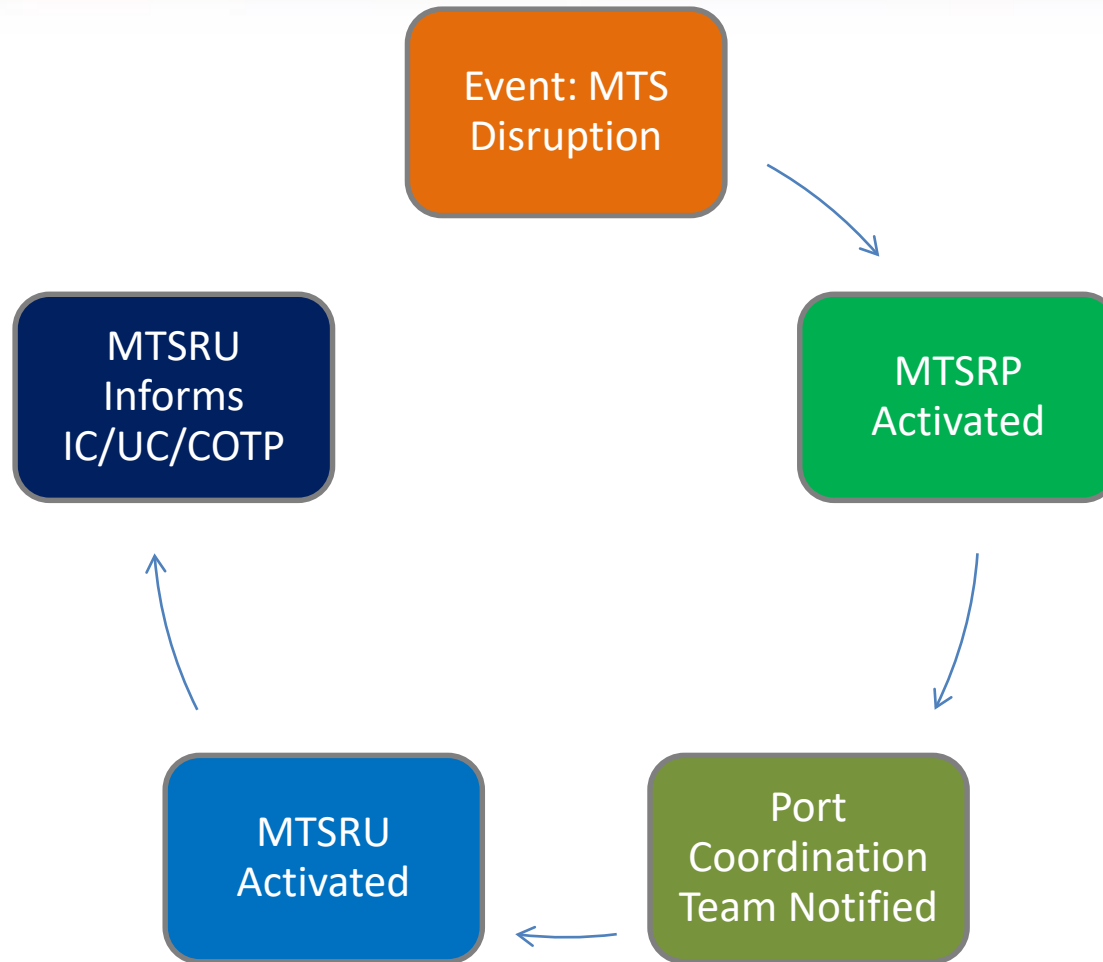 Event: MTS
Disruption
MTSRP
Activated
Port
Coordination
Team Notified
MTSRU
Activated
MTSRU
Informs
IC/UC/COTP